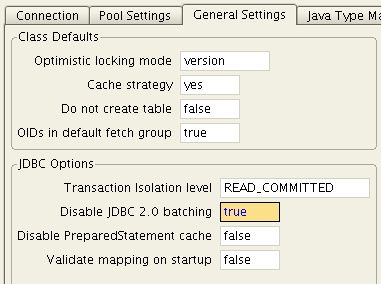 Connection Pool Settings General Settings Java Type Ma
Class Defaults
Optimistic locking mode version
Cache strategy yes
Do not create table false
OIDs in default fetch group true
JDBC Options
Transaction Isolation level READ_COMMITTED
Disable JDBC 2.0 batching true
Disable PreparedStatement cache false
Validate mapping on startup false